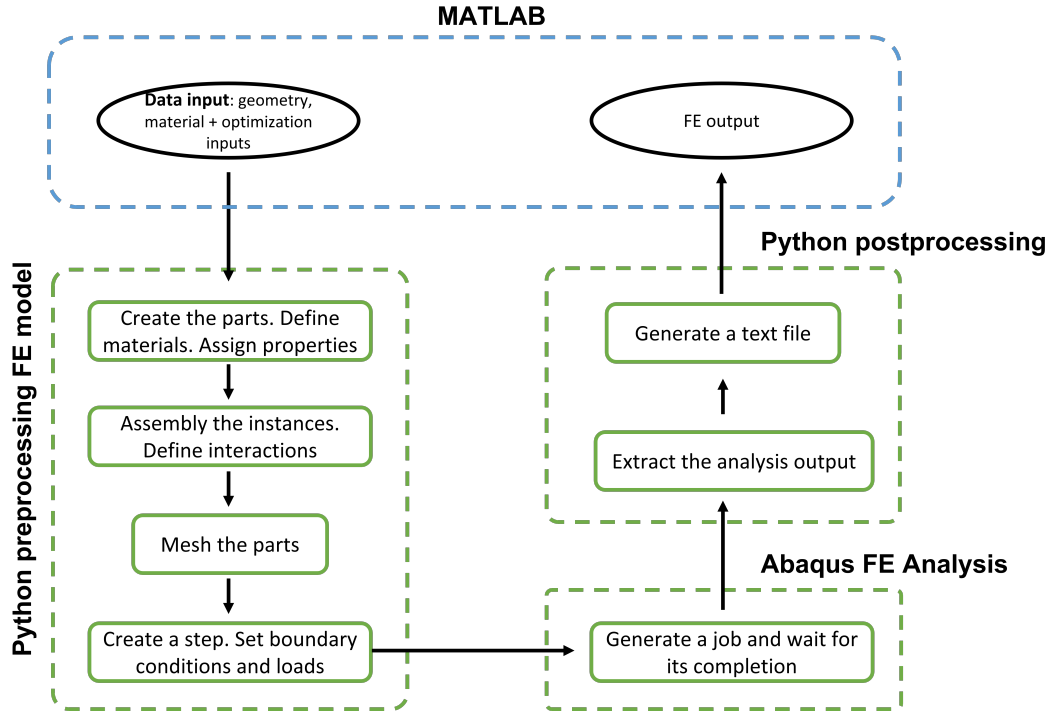 MATLAB
Data input: geometry,
material + optimization
inputs
FE output
Python preprocessing FE model
Create the parts. Define
materials. Assign properties
Assembly the instances.
Define interactions
Mesh the parts
Create a step. Set boundary
conditions and loads
Python postprocessing
Generate a text file
Extract the analysis output
Abaqus FE Analysis
Generate a job and wait for
its completion